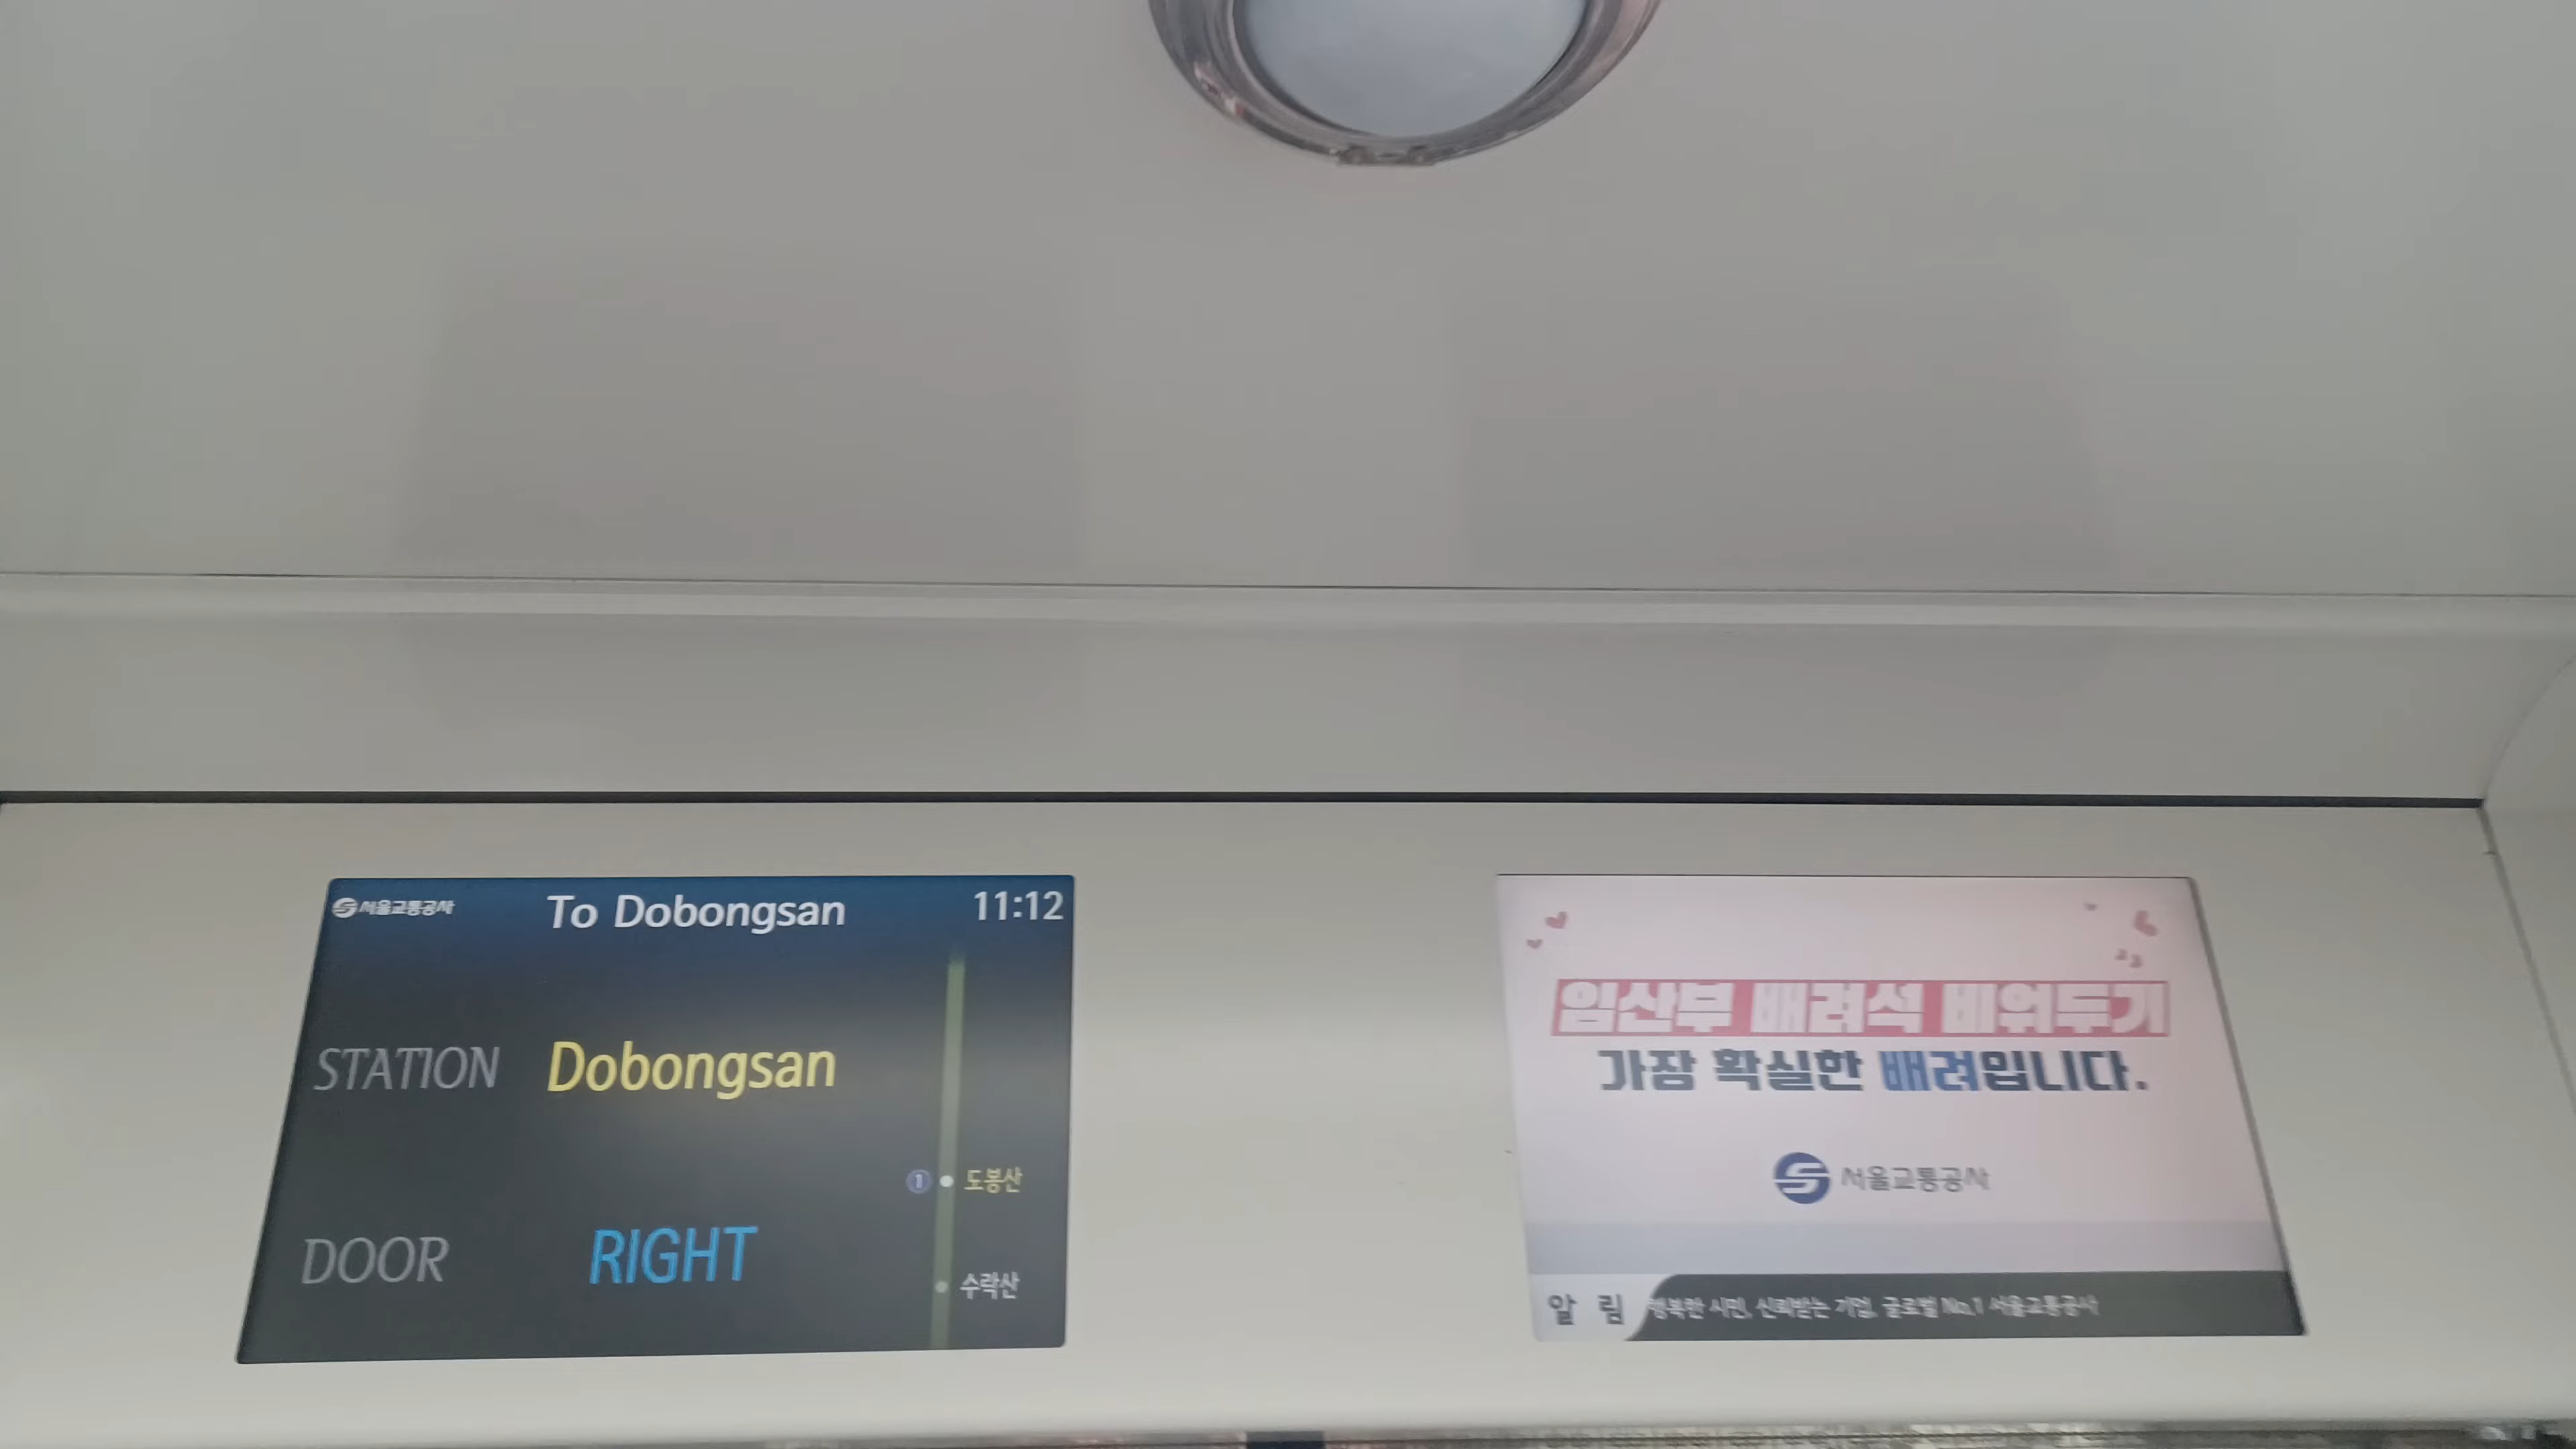 서울교통공사
To Dobongsan
11:12
STATION
Dobongsan
① 도봉산
DOOR
RIGHT
수락산
임산부 배려석 비워두기
가장 확실한 배려입니다.
서울교통공사
알 림
행복한 시민, 신뢰받는 기업, 글로벌 No.1 서울교통공사